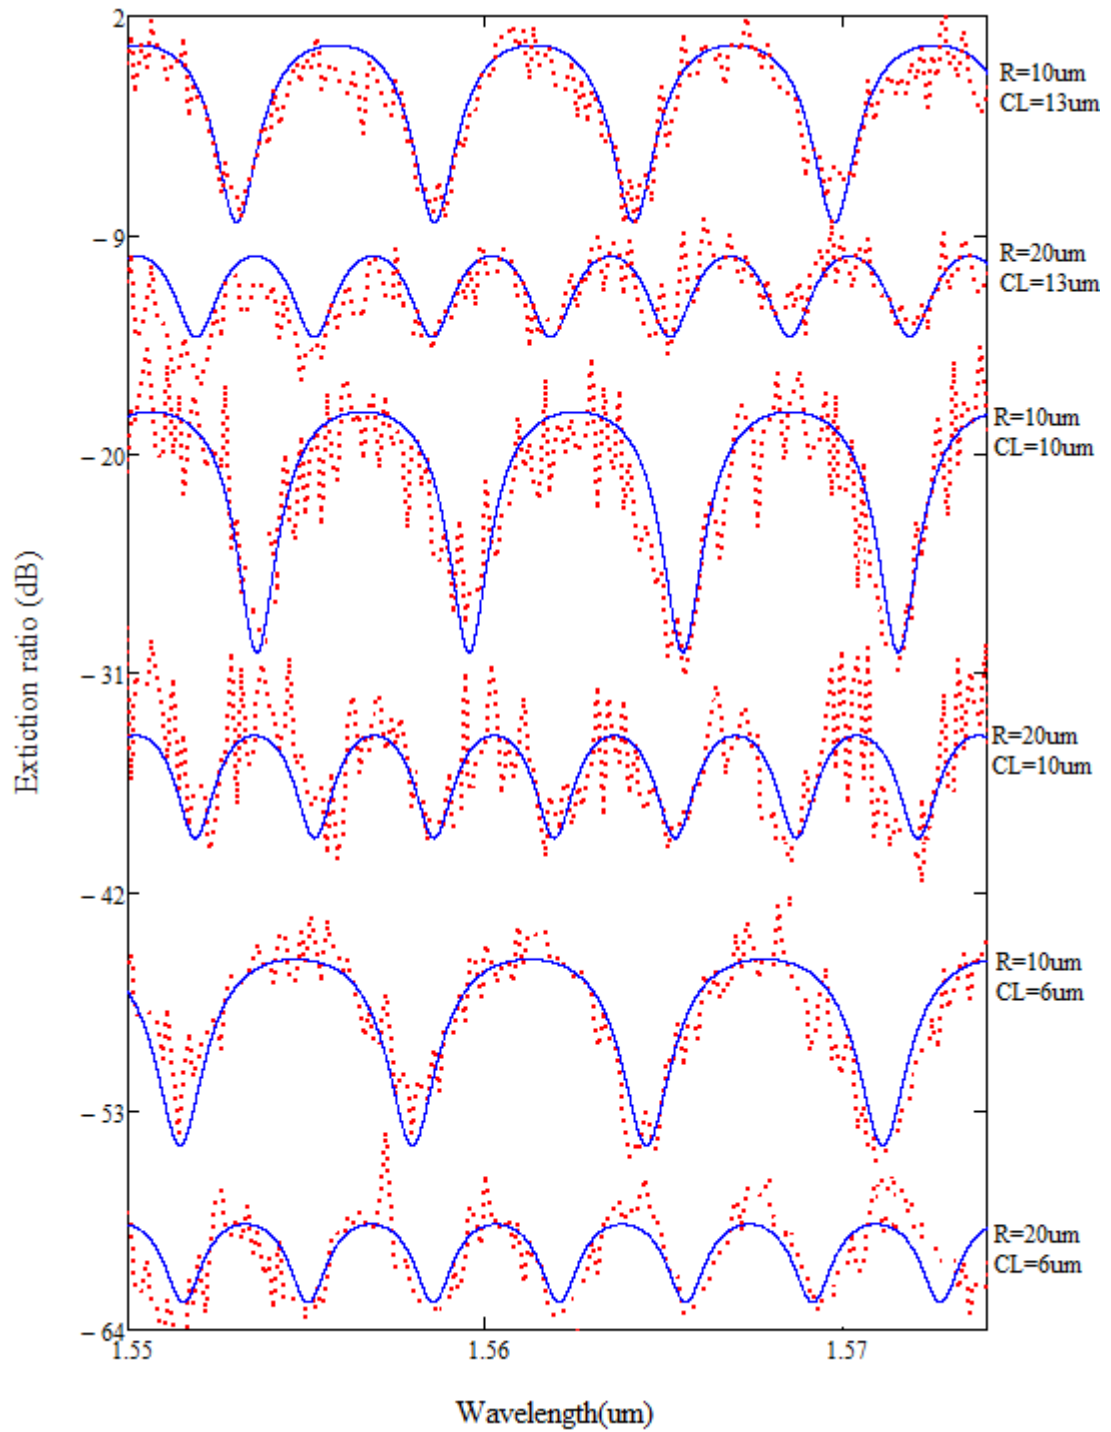 2
R=10um
CL=13um
−9
R=20um
CL=13um
R=10um
CL=10um
−20
Extiction ratio (dB)
−31
R=20um
CL=10um
−42
R=10um
CL=6um
−53
R=20um
CL=6um
−64
1.55 1.56 1.57
Wavelength(um)